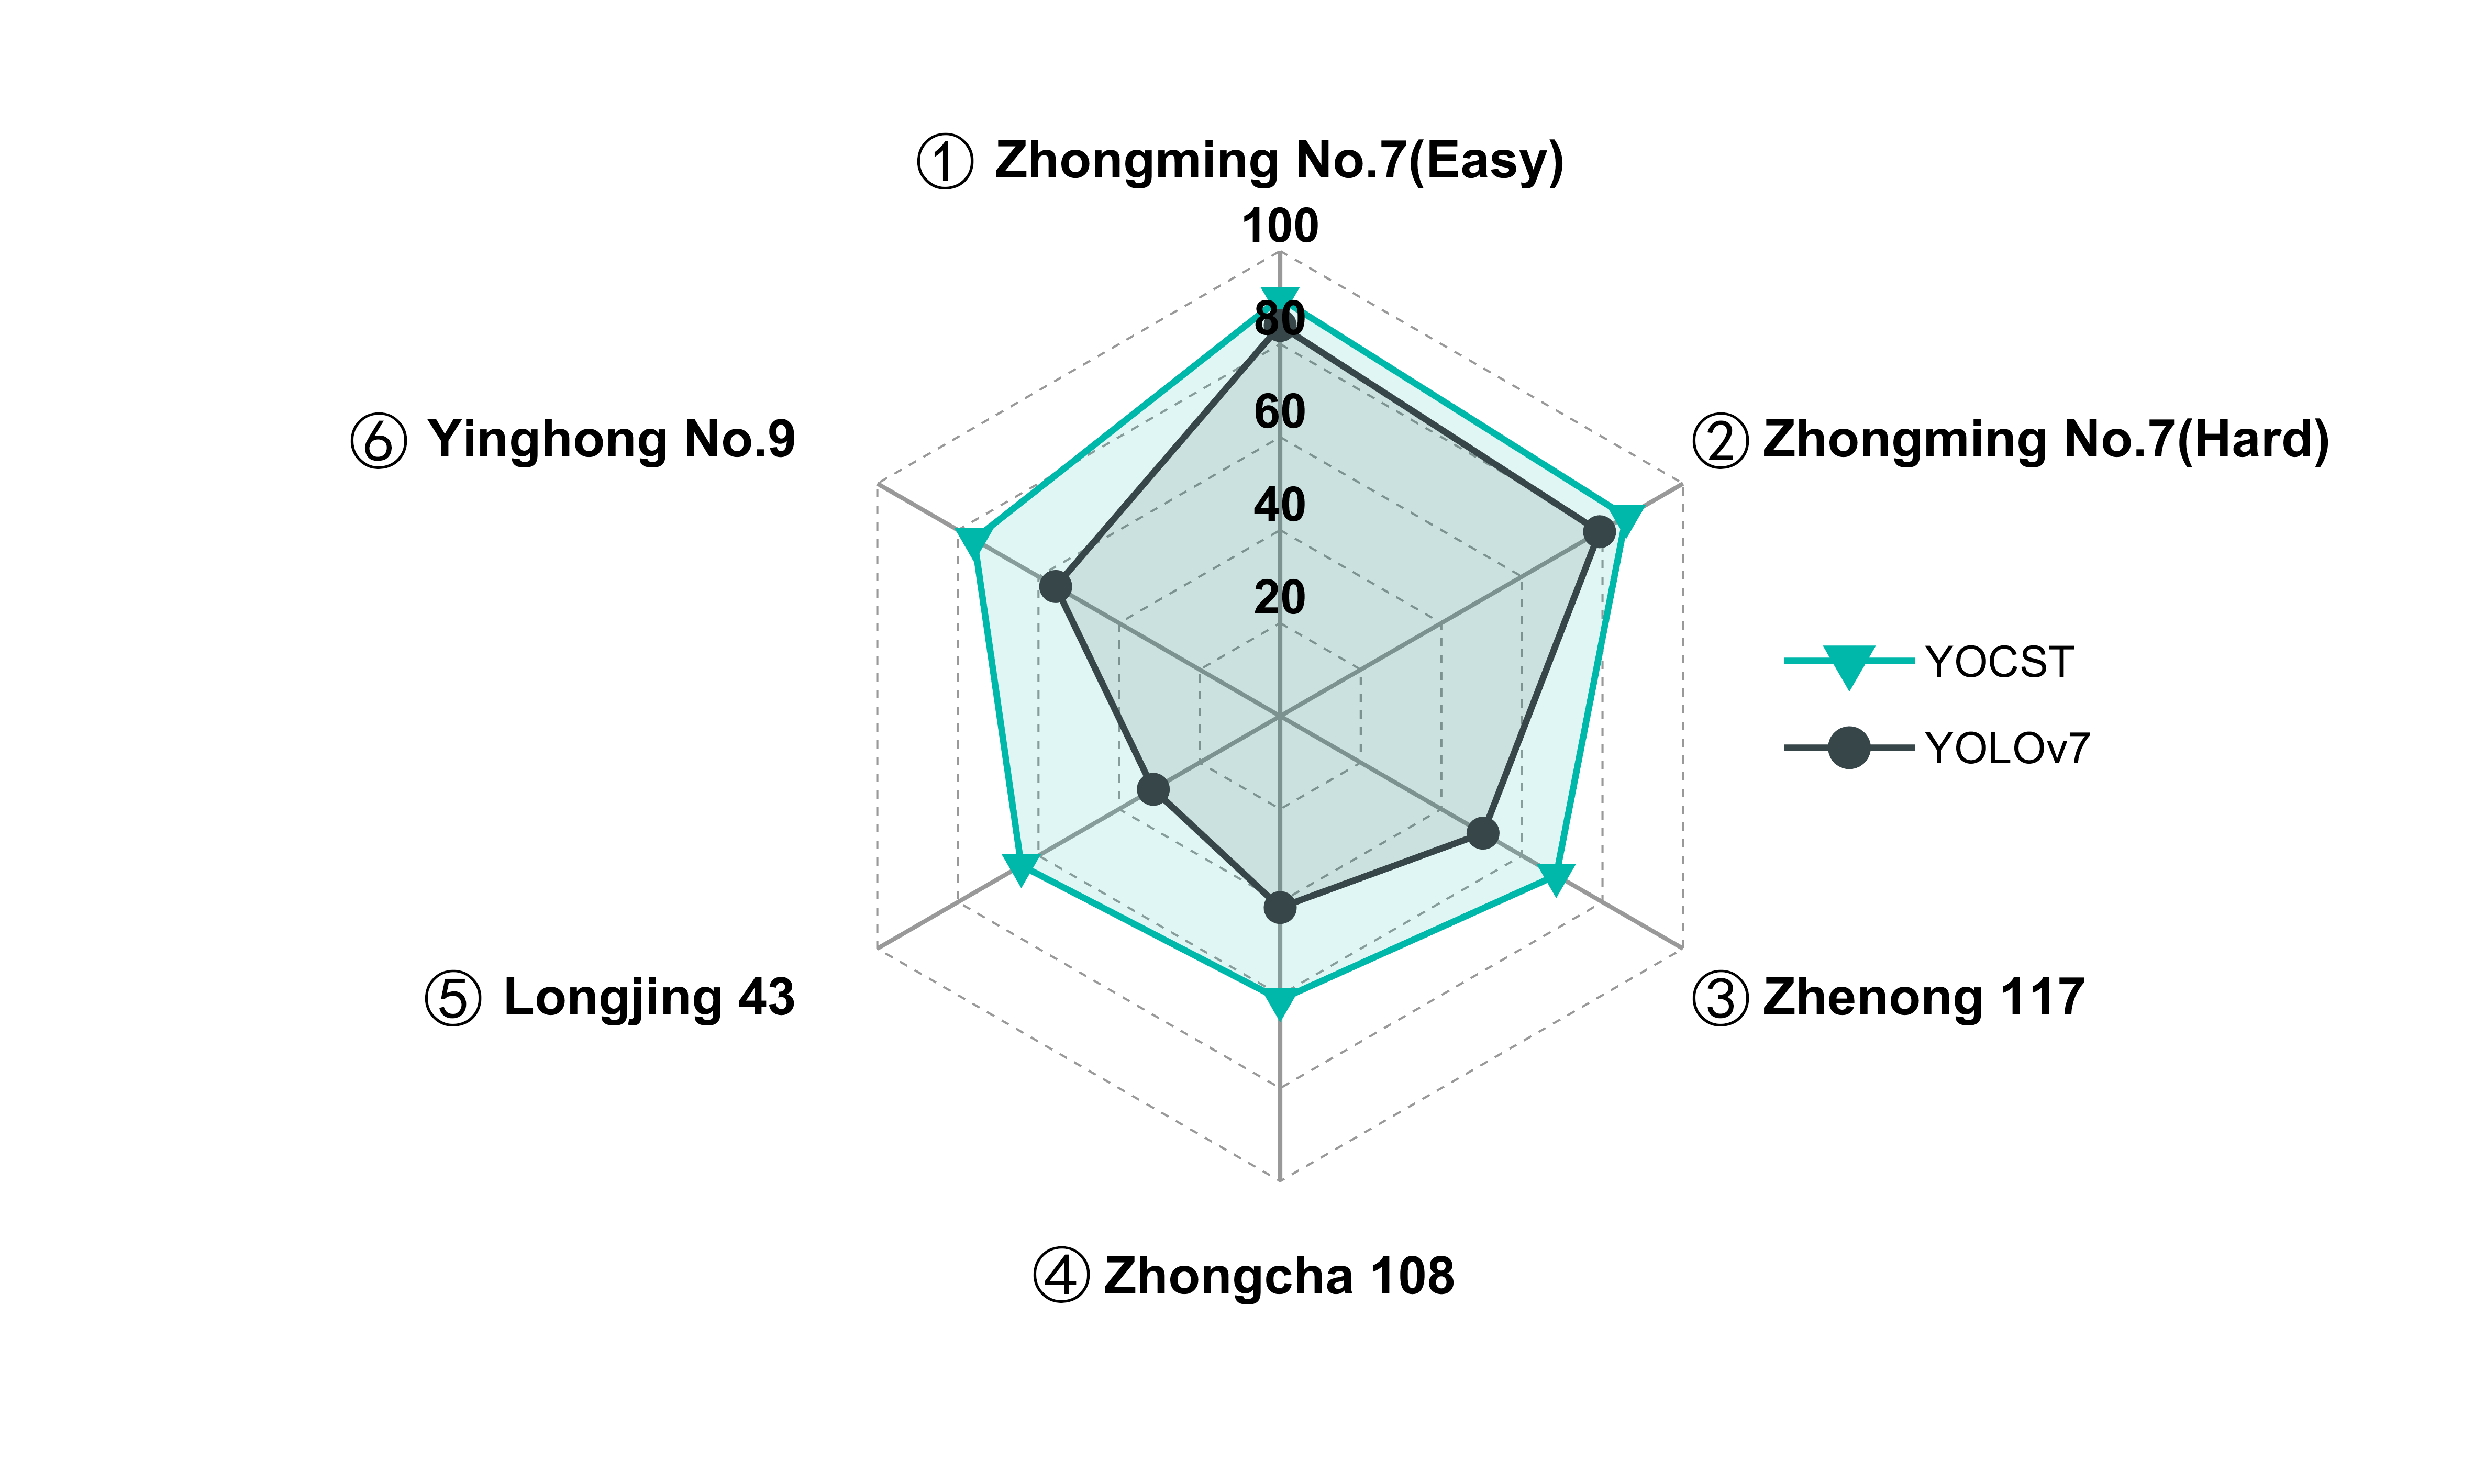 ① Zhongming No.7(Easy)
100
80
60
40
20
⑥ Yinghong No.9
② Zhongming No.7(Hard)
YOCST
YOLOv7
⑤ Longjing 43
③ Zhenong 117
④ Zhongcha 108